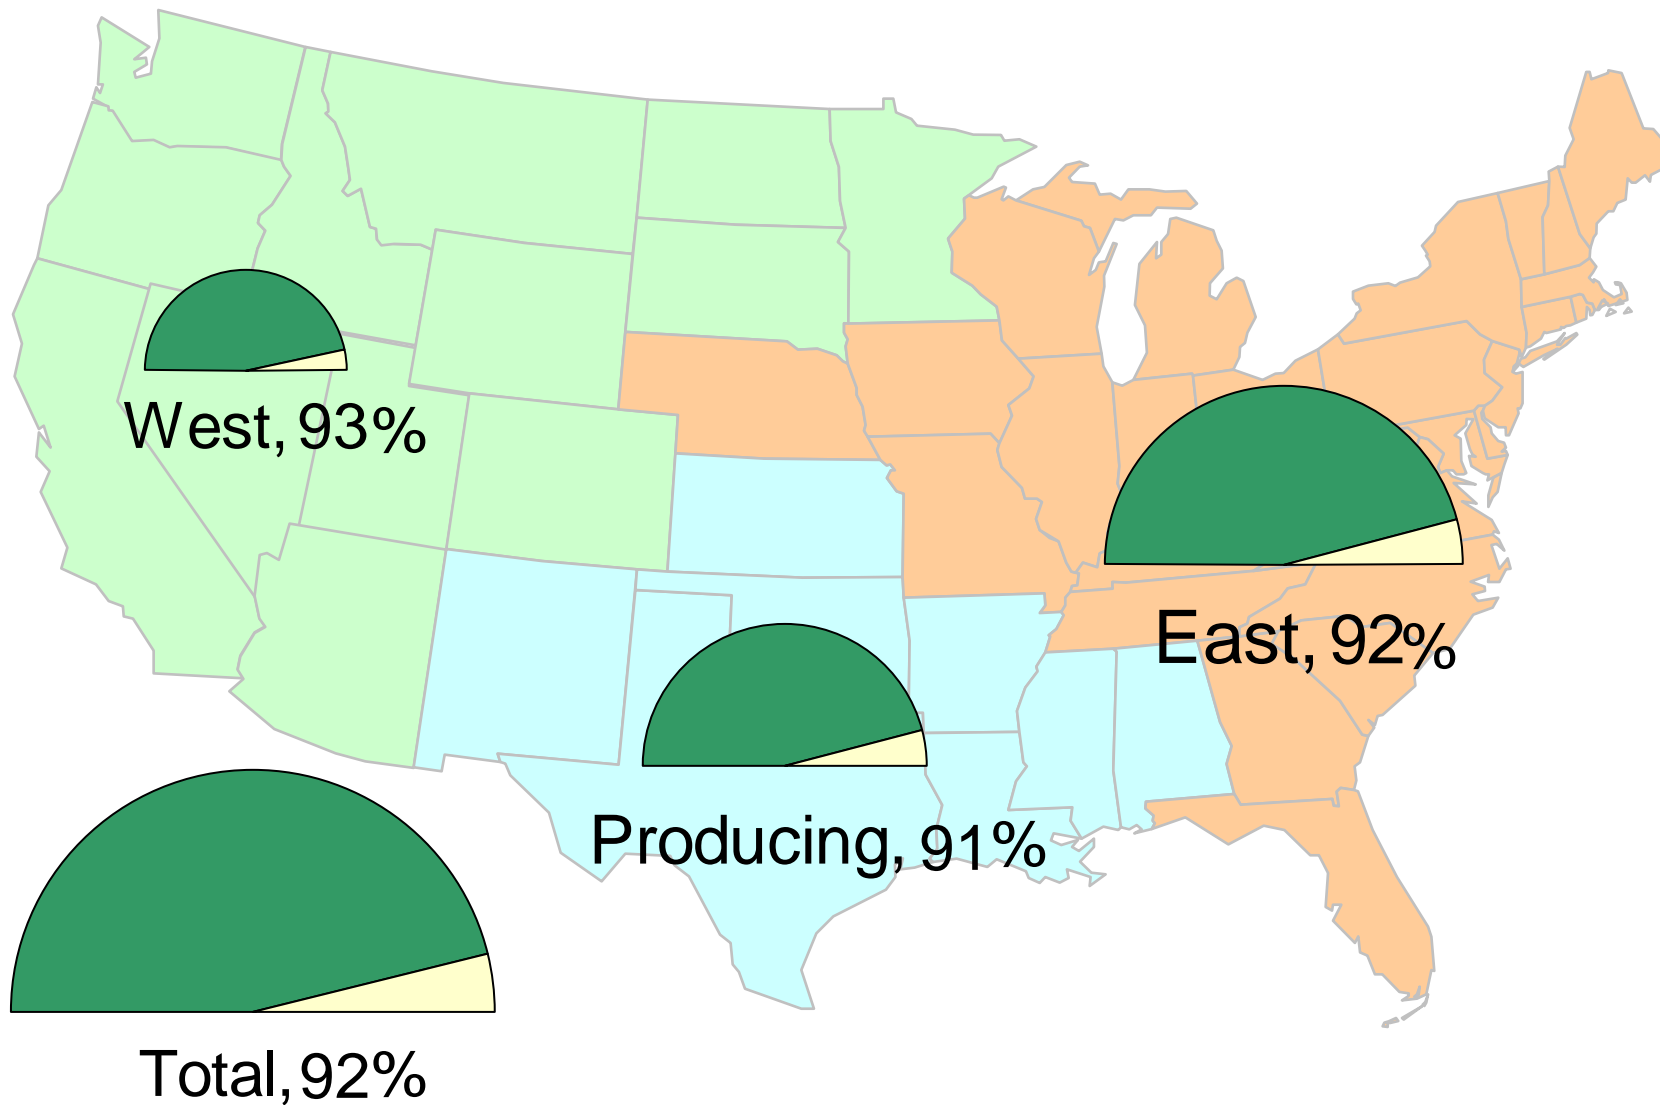 West, 93%
East, 92%
Producing, 91%
Total, 92%